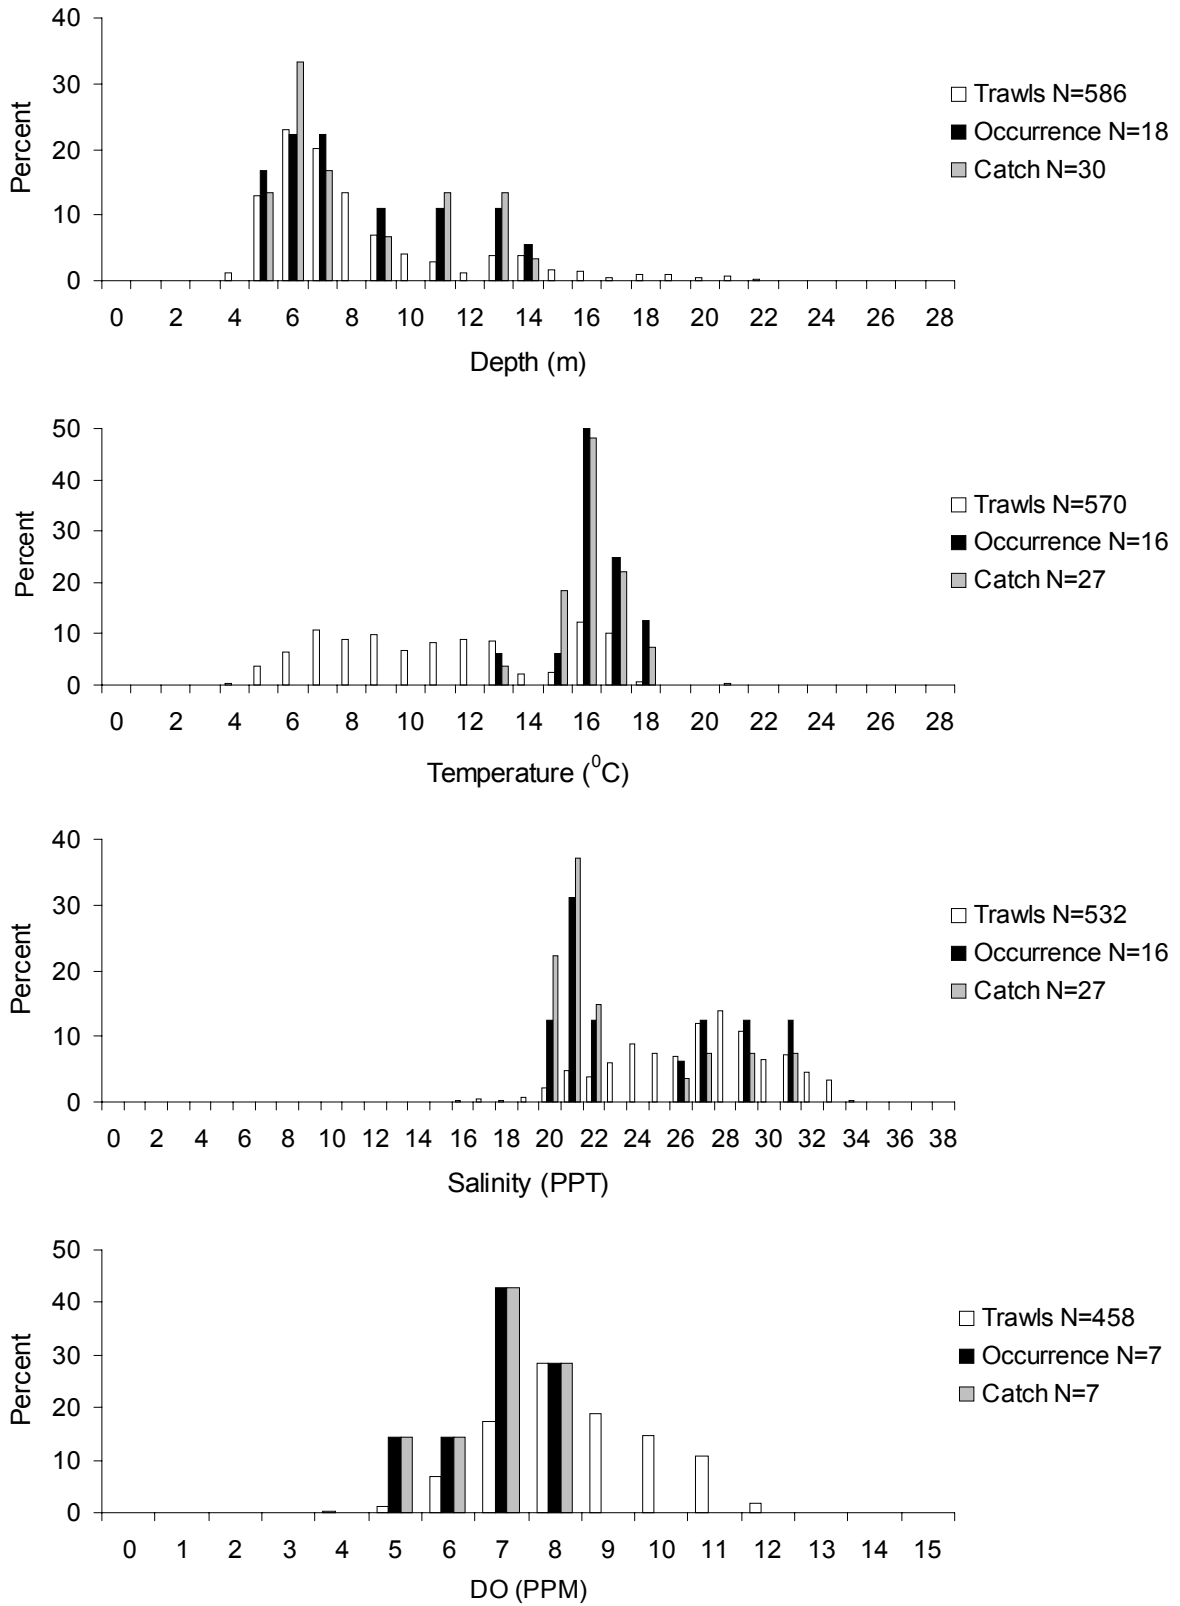 40
30
20
10
0
Percent
0 2 4 6 8 10 12 14 16 18 20 22 24 26 28
Depth (m)
Trawls N=586
Occurrence N=18
Catch N=30
50
40
30
20
10
0
Percent
0 2 4 6 8 10 12 14 16 18 20 22 24 26 28
Temperature (⁰C)
Trawls N=570
Occurrence N=16
Catch N=27
40
30
20
10
0
Percent
0 2 4 6 8 10 12 14 16 18 20 22 24 26 28 30 32 34 36 38
Salinity (PPT)
Trawls N=532
Occurrence N=16
Catch N=27
50
40
30
20
10
0
Percent
0 1 2 3 4 5 6 7 8 9 10 11 12 13 14 15
DO (PPM)
Trawls N=458
Occurrence N=7
Catch N=7